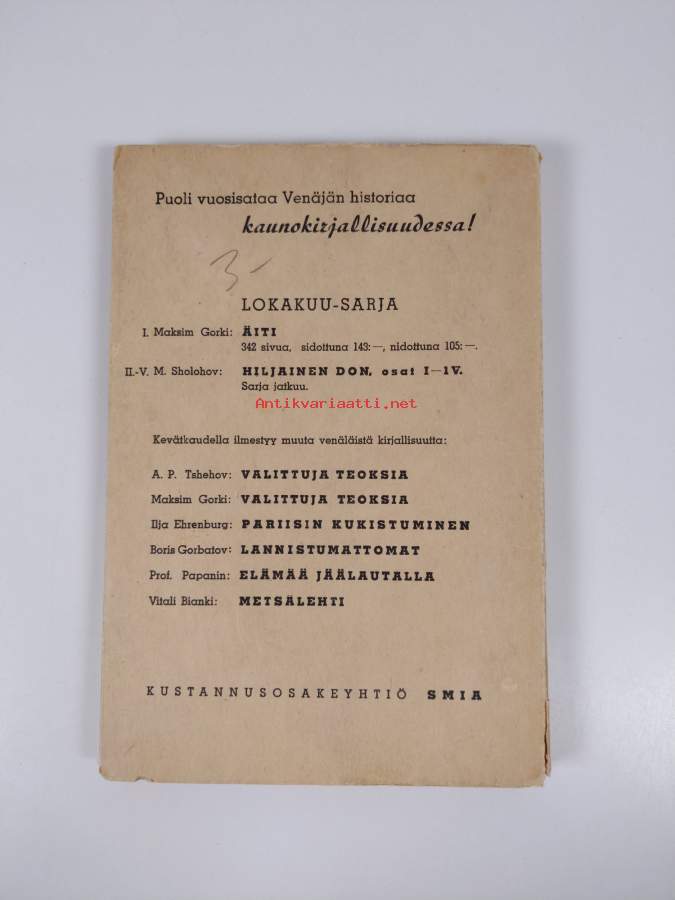 Puoli vuosisataa Venäjän historiaa
kaunokirjallisuudessa!
3-
LOKAKUU-SARJA
I. Maksim Gorki: ÄITI
342 sivua, sidottuna 143:—, nidottuna 105:—.
II.-V. M. Sholohov: HILJAINEN DON, osat I—IV.
Sarja jatkuu.
Antikvariaatti.net
Kevätkaudella ilmestyy muuta venäläistä kirjallisuutta:
A. P. Tshehov: VALITTUJA TEOKSIA
Maksim Gorki: VALITTUJA TEOKSIA
Ilja Ehrenburg: PARIISIN KUKISTUMINEN
Boris Gorbatov: LANNISTUMATTOMAT
Prof. Papanin: ELÄMÄÄ JÄÄLAUTALLA
Vitali Bianki: METSÄLEHTI
KUSTANNUSOSAKEYHTIÖ SMIA